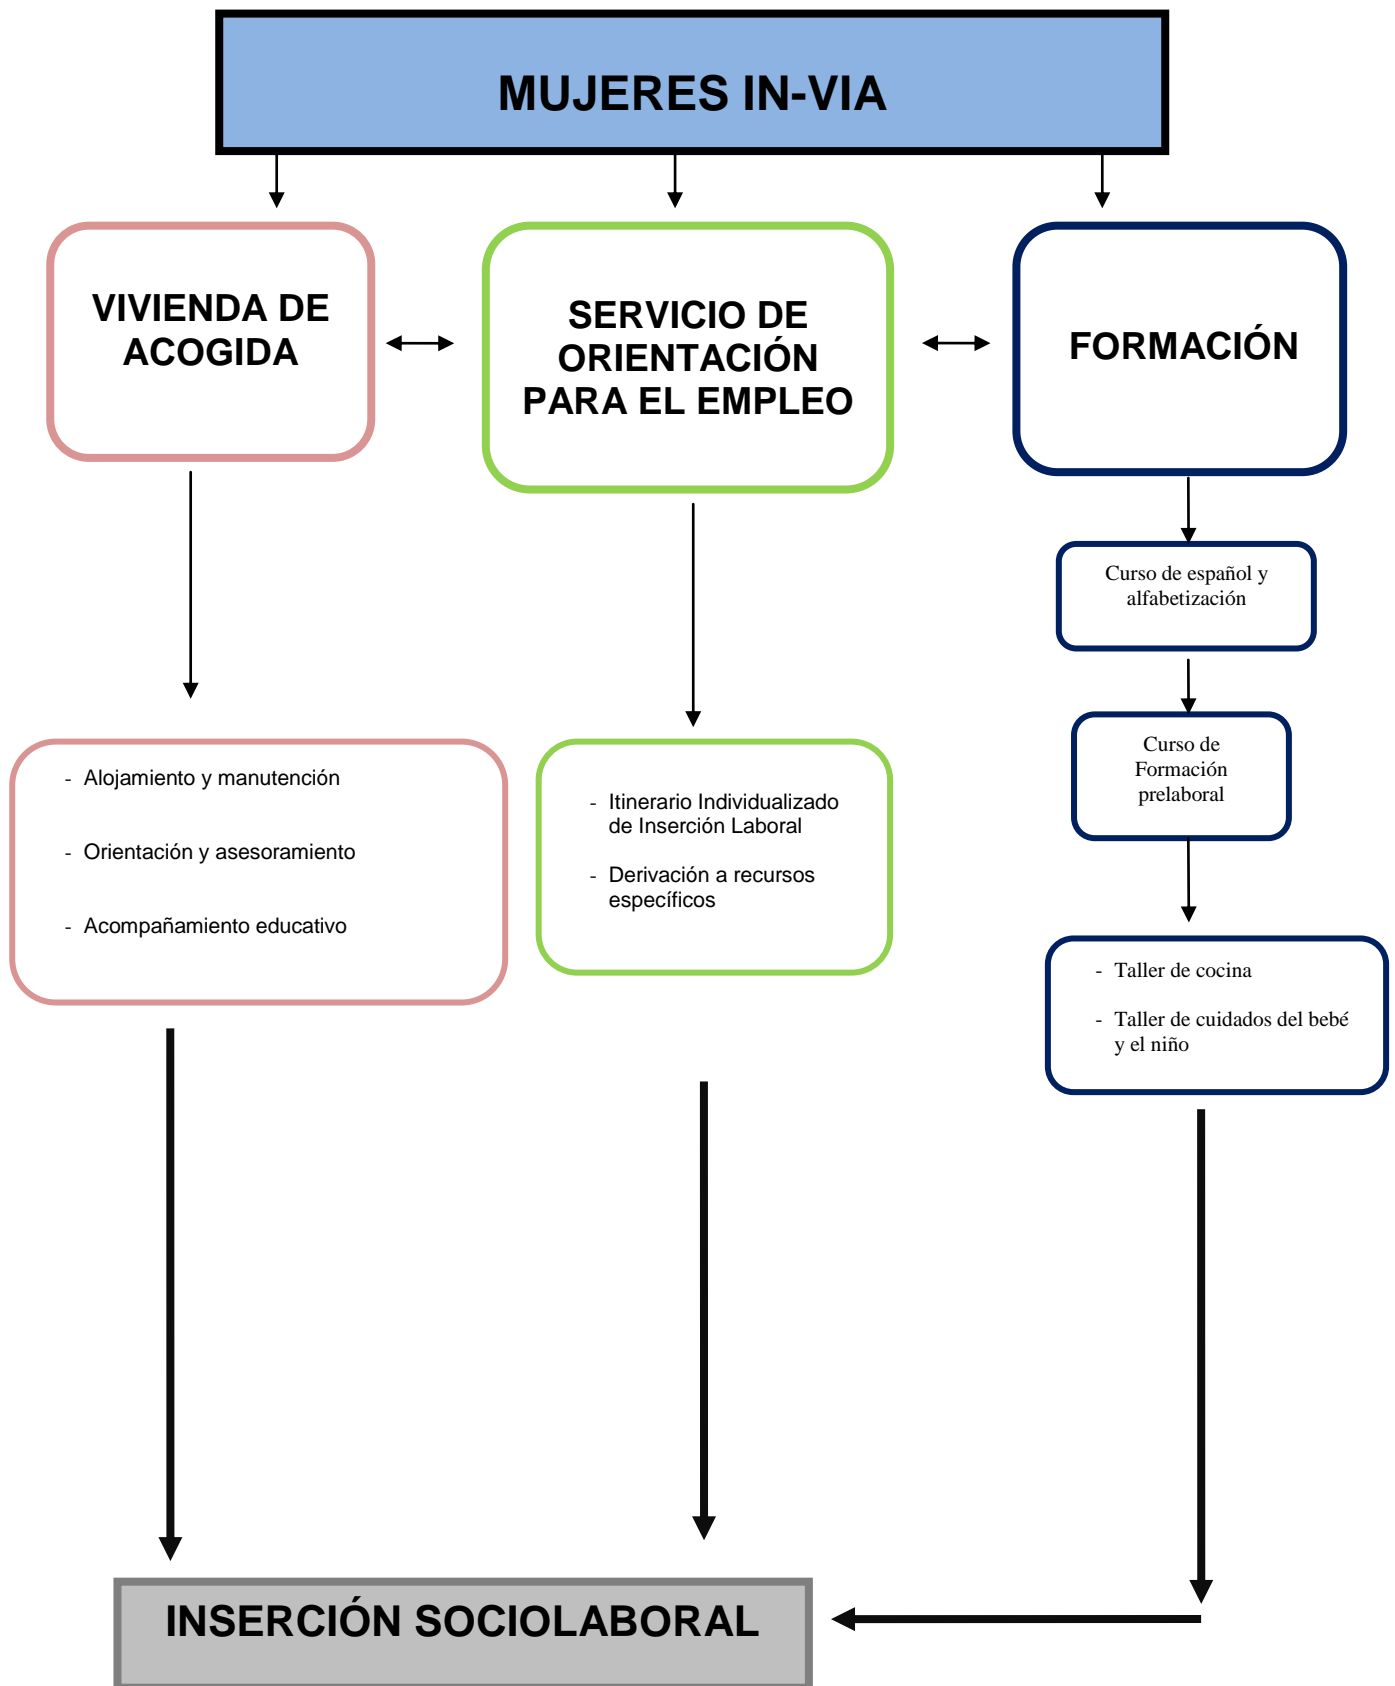 MUJERES IN-VIA
VIVIENDA DE
ACOGIDA
SERVICIO DE
ORIENTACIÓN
PARA EL EMPLEO
FORMACIÓN
Curso de español y
alfabetización
Curso de
Formación
prelaboral
- Alojamiento y manutención
- Orientación y asesoramiento
- Acompañamiento educativo
- Itinerario Individualizado
de Inserción Laboral
- Derivación a recursos
específicos
- Taller de cocina
- Taller de cuidados del bebé
y el niño
INSERCIÓN SOCIOLABORAL